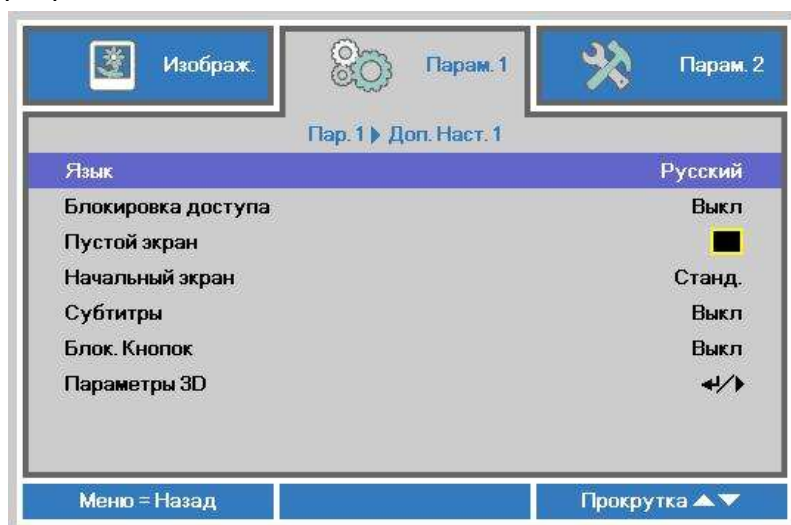 Изображ.
Парам. 1
Парам. 2
Пар. 1 Доп. Наст. 1
Язык Русский
Блокировка доступа Выкл
Пустой экран
Начальный экран Станд.
Субтитры Выкл
Блок. Кнопок Выкл
Параметры 3D
Меню = Назад
Прокрутка